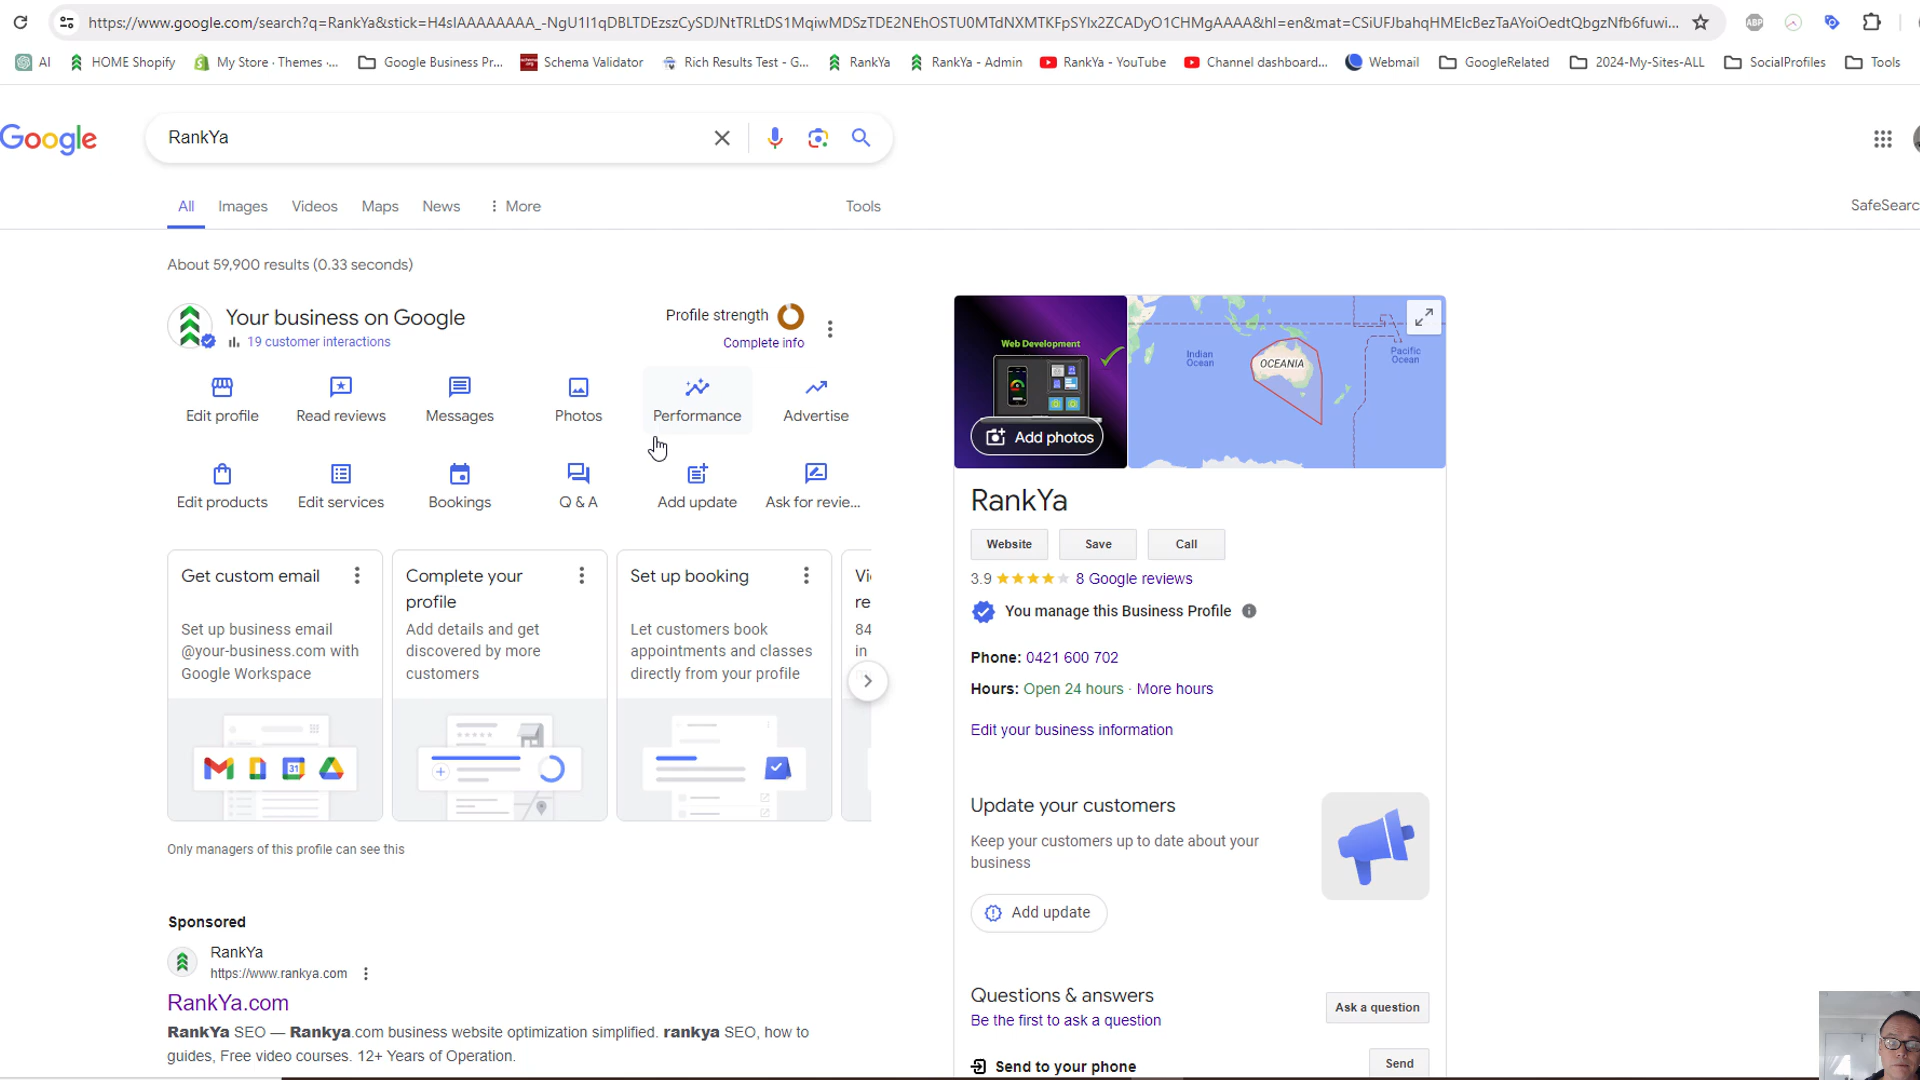 https://www.google.com/search?q=RankYa&stick=H4sIAAAAAAAA_-NgU1I1qDBLTDEzszCySDJNtTRLtDS1MqiwMDSzTDE2NEhOSTU0MTdNXMTKFpSYlx2ZCADyO1CHMgAAAA&hl=en&mat=CSiUFJbahqHMEIcBezTaAYoiOedtQbgzNfb6fuwi...
ABP
AI
HOME Shopify
My Store · Themes ·...
Google Business Pr...
Schema Validator
Rich Results Test - G...
RankYa
RankYa - Admin
RankYa - YouTube
Channel dashboard...
Webmail
GoogleRelated
2024-My-Sites-ALL
SocialProfiles
Tools
Google
RankYa
All
Images
Videos
Maps
News
More
Tools
SafeSearc
About 59,900 results (0.33 seconds)
Your business on Google
19 customer interactions
Profile strength
Complete info
Edit profile
Read reviews
Messages
Photos
Performance
Advertise
Edit products
Edit services
Bookings
Q & A
Add update
Ask for revie...
Get custom email
Set up business email
@your-business.com with
Google Workspace
31
Complete your
profile
Add details and get
discovered by more
customers
Set up booking
Let customers book
appointments and classes
directly from your profile
Vi
re
84
in
Only managers of this profile can see this
Sponsored
RankYa
https://www.rankya.com
RankYa.com
RankYa SEO — Rankya.com business website optimization simplified. rankya SEO, how to
guides, Free video courses. 12+ Years of Operation.
Web Development
Add photos
Indian
Ocean
OCEANIA
Pacific
Ocean
RankYa
Website
Save
Call
3.9
8 Google reviews
You manage this Business Profile
Phone: 0421 600 702
Hours: Open 24 hours · More hours
Edit your business information
Update your customers
Keep your customers up to date about your
business
Add update
Questions & answers
Be the first to ask a question
Ask a question
Send to your phone
Send